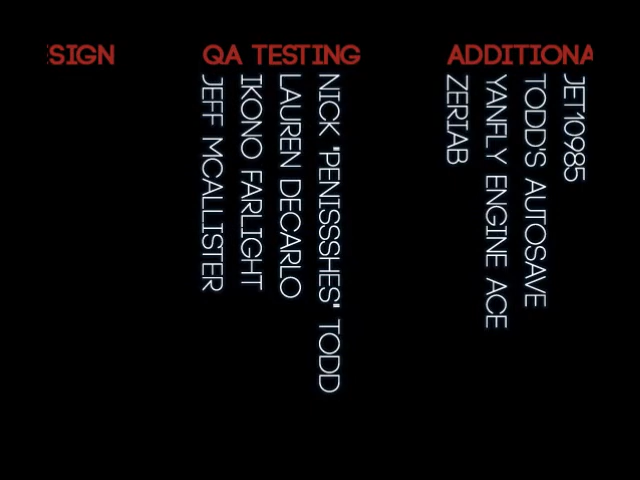 SIGN
QA TESTING
NICK "PENISSSHES" TODD
LAUREN DECARLO
IKONO FARLIGHT
JEFF MCALLISTER
ADDITIONA
JET10985
TODD'S AUTOSAVE
YANFLY ENGINE ACE
ZERIAB